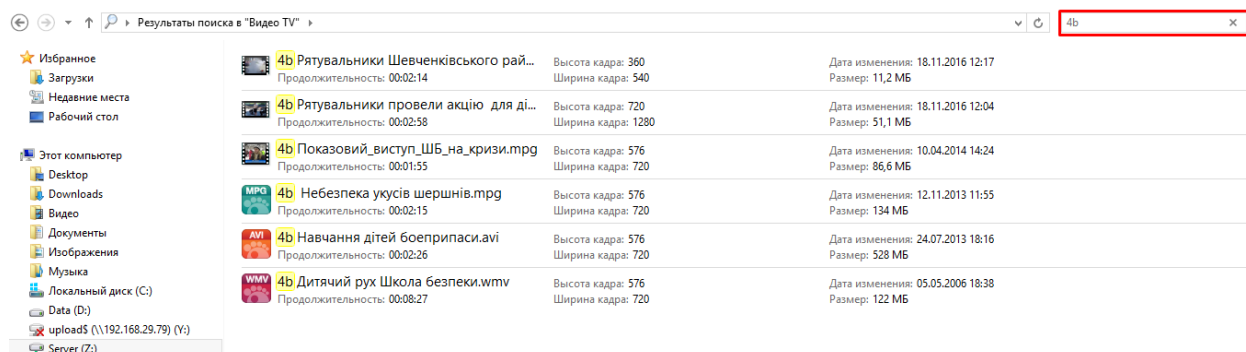 Результаты поиска в "Видео TV"
4b
Избранное
Загрузки
Недавние места
Рабочий стол
Этот компьютер
Desktop
Downloads
Видео
Документы
Изображения
Музыка
Локальный диск (C:)
Data (D:)
upload$ (\\192.168.29.79) (Y:)
Server (Z:)
4b Рятувальники Шевченківського рай... Высота кадра: 360 Дата изменения: 18.11.2016 12:17
Продолжительность: 00:02:14 Ширина кадра: 540 Размер: 11,2 МБ
4b Рятувальники провели акцію для ді... Высота кадра: 720 Дата изменения: 18.11.2016 12:04
Продолжительность: 00:02:58 Ширина кадра: 1280 Размер: 51,1 МБ
4b Показовий_виступ_ШБ_на_кризи.mpg Высота кадра: 576 Дата изменения: 10.04.2014 14:24
Продолжительность: 00:01:55 Ширина кадра: 720 Размер: 86,6 МБ
MPG 4b Небезпека укусів шершнів.mpg Высота кадра: 576 Дата изменения: 12.11.2013 11:55
Продолжительность: 00:02:15 Ширина кадра: 720 Размер: 134 МБ
AVI 4b Навчання дітей боеприпаси.avi Высота кадра: 576 Дата изменения: 24.07.2013 18:16
Продолжительность: 00:02:26 Ширина кадра: 720 Размер: 528 МБ
WMV 4b Дитячий рух Школа безпеки.wmv Высота кадра: 576 Дата изменения: 05.05.2006 18:38
Продолжительность: 00:08:27 Ширина кадра: 720 Размер: 122 МБ